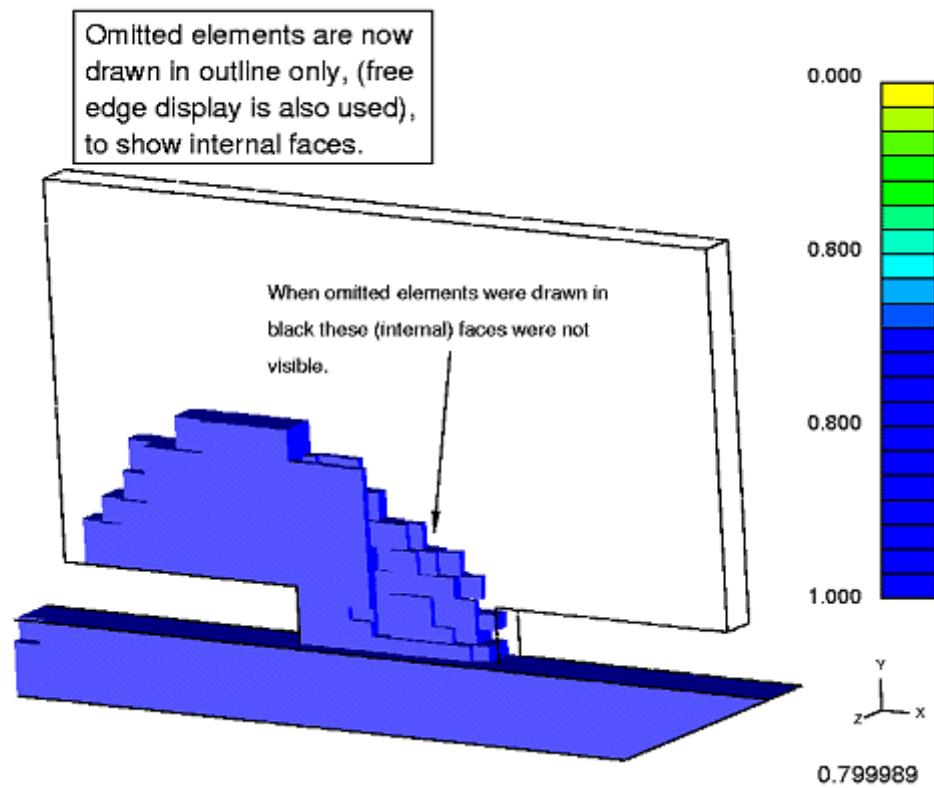 Omitted elements are now
drawn in outline only, (free
edge display is also used),
to show internal faces.
When omitted elements were drawn in
black these (internal) faces were not
visible.
0.000
0.800
0.800
1.000
Y
Z
X
0.799989